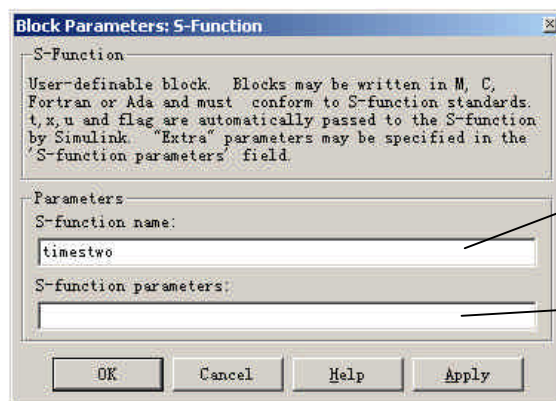 Block Parameters: S-Function
S-Function
User-definable block.  Blocks may be written in M, C,
Fortran or Ada and must  conform to S-function standards.
t,x,u and flag are automatically passed to the S-function
by Simulink.  "Extra" parameters may be specified in the
'S-function parameters' field.
Parameters
S-function name:
timestwo
S-function parameters:
OK Cancel Help Apply